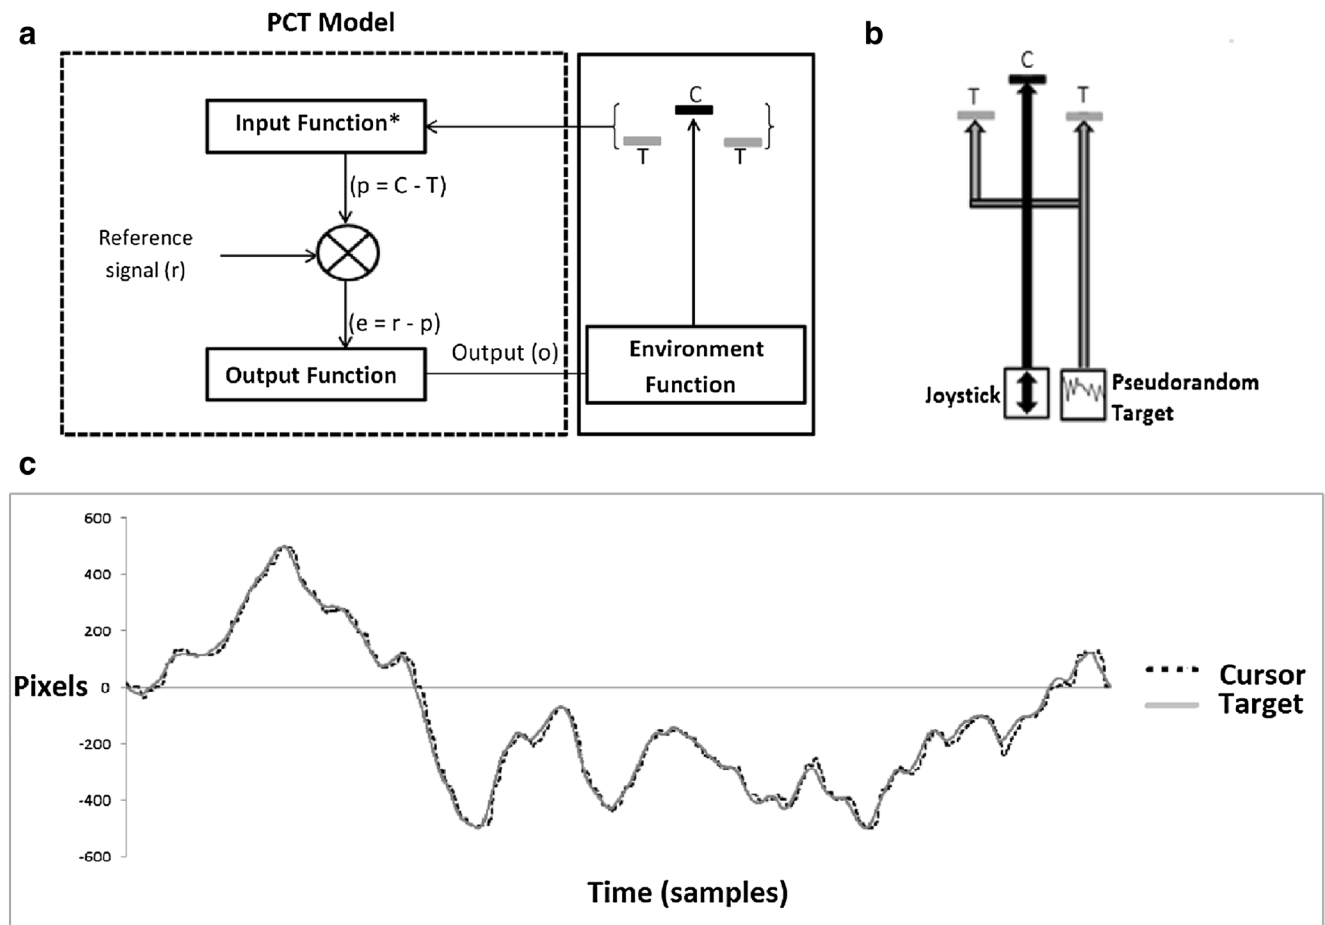 a
PCT Model
Input Function*
(p = C - T)
Reference
signal (r)
(e = r - p)
Output Function
Output (o)
C
T
T
Environment
Function
b
C
T
T
Joystick
Pseudorandom
Target
c
600
400
200
Pixels 0
-200
-400
-600
Cursor
Target
Time (samples)